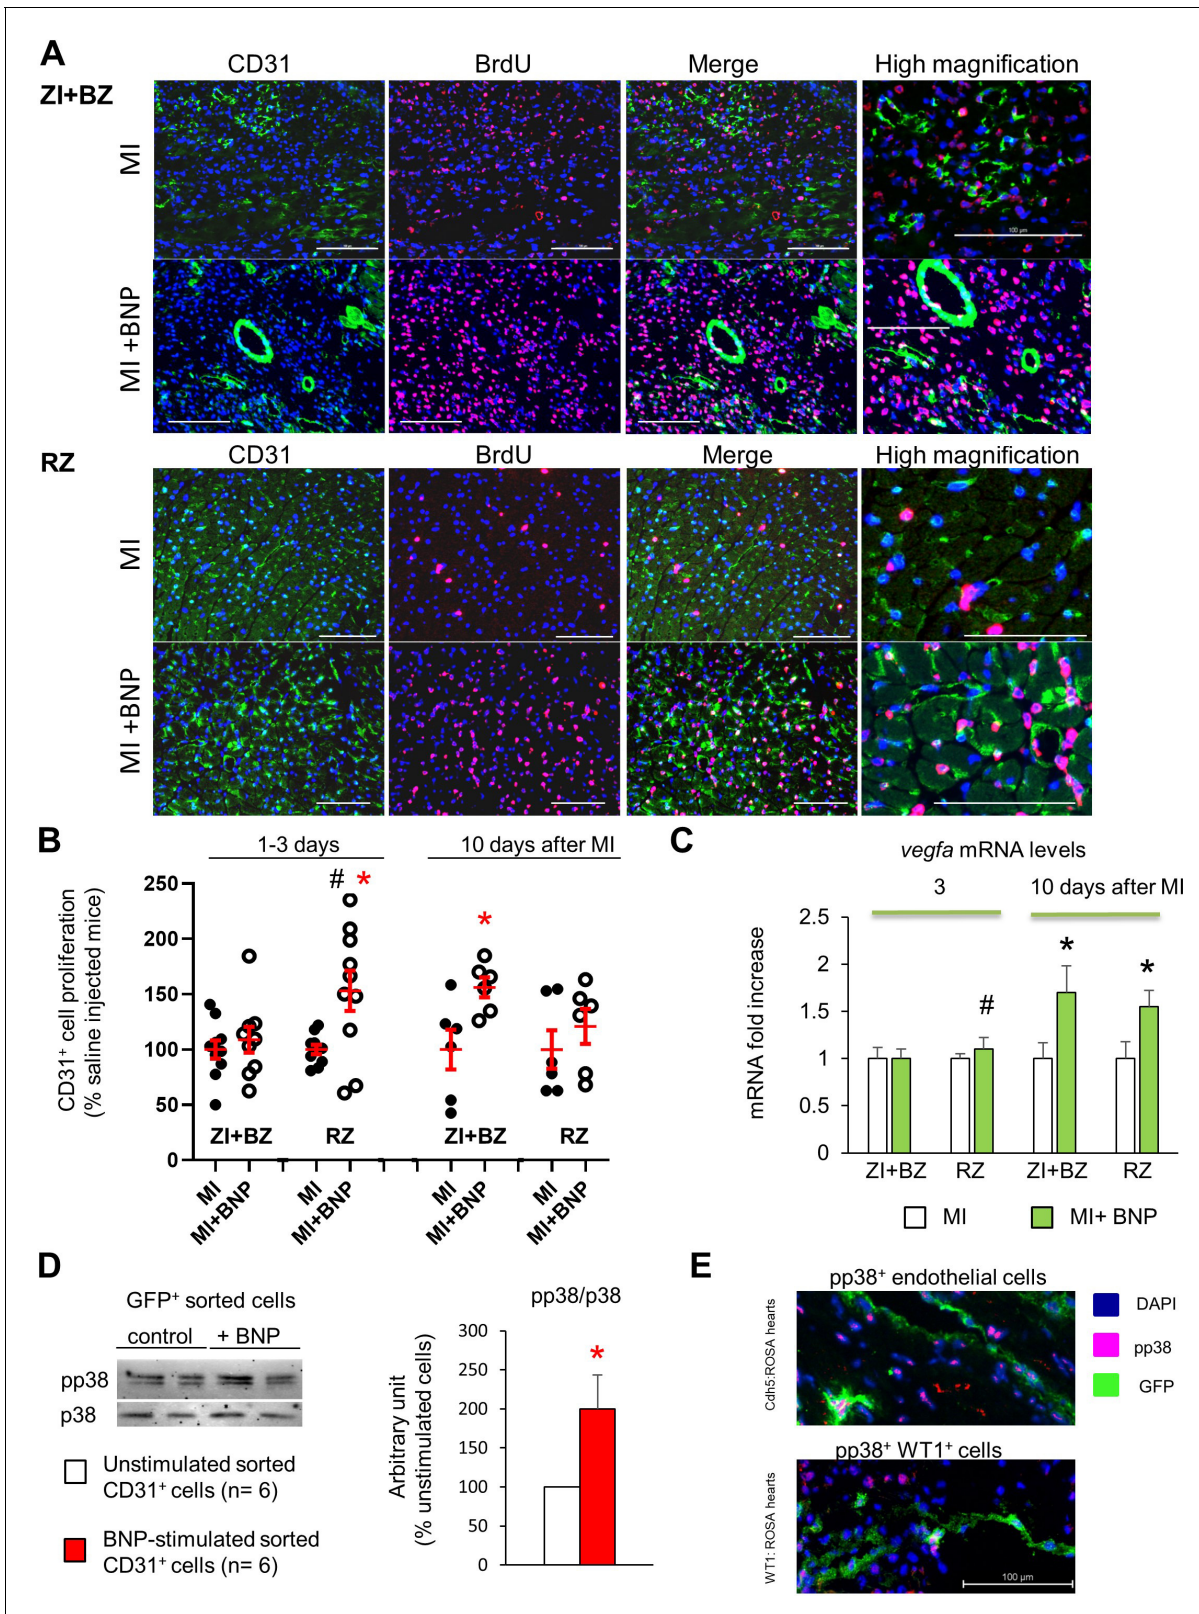 A
CD31 BrdU Merge High magnification
ZI+BZ
MI
100 µm
MI +BNP
RZ
CD31 BrdU Merge High magnification
MI
MI +BNP
B
1-3 days 10 days after MI
# * *
CD31+ cell proliferation
(% saline injected mice)
250
200
150
100
50
0
ZI+BZ RZ ZI+BZ RZ
MI MI+BNP MI MI+BNP MI MI+BNP MI MI+BNP
C
vegfa mRNA levels
3 10 days after MI
mRNA fold increase
2.5
2
1.5
1
0.5
0
# * *
ZI+BZ RZ ZI+BZ RZ
MI MI+ BNP
D
GFP+ sorted cells
control + BNP
pp38
p38
Unstimulated sorted
CD31+ cells (n= 6)
BNP-stimulated sorted
CD31+ cells (n= 6)
pp38/p38
Arbitrary unit
(% unstimulated cells)
300
250
200
150
100
50
0
*
E
pp38+ endothelial cells
Cdh5:ROSA hearts
DAPI
pp38
GFP
pp38+ WT1+ cells
WT1: ROSA hearts
100 µm